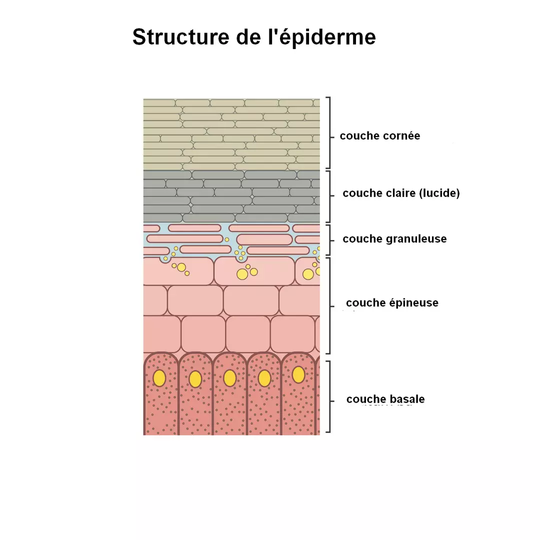 Structure de l'épiderme
couche cornée
couche claire (lucide)
couche granuleuse
couche épineuse
couche basale